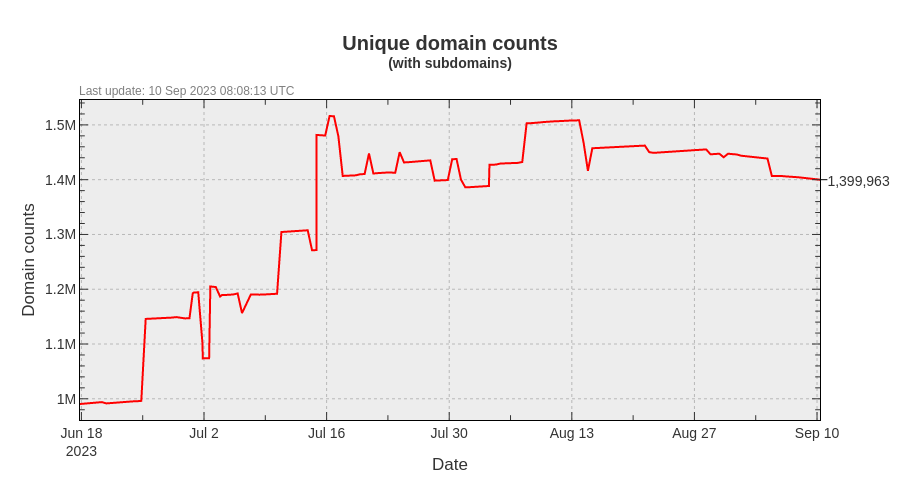 Unique domain counts
(with subdomains)
Last update: 10 Sep 2023 08:08:13 UTC
1.5M
1.4M
1.3M
1.2M
1.1M
1M
Domain counts
1,399,963
Jun 18
2023
Jul 2
Jul 16
Jul 30
Aug 13
Aug 27
Sep 10
Date